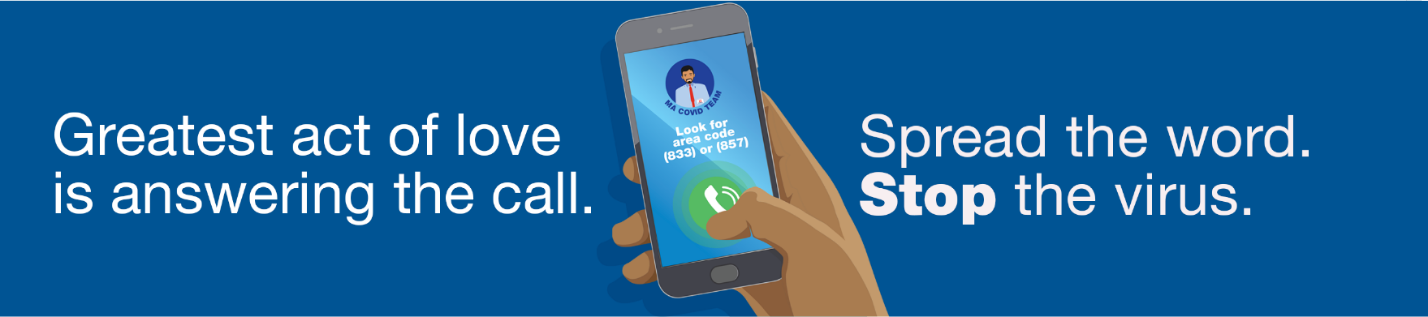 Greatest act of love
is answering the call.
MA COVID TEAM
Look for
area code
(833) or (857)
Spread the word.
Stop the virus.